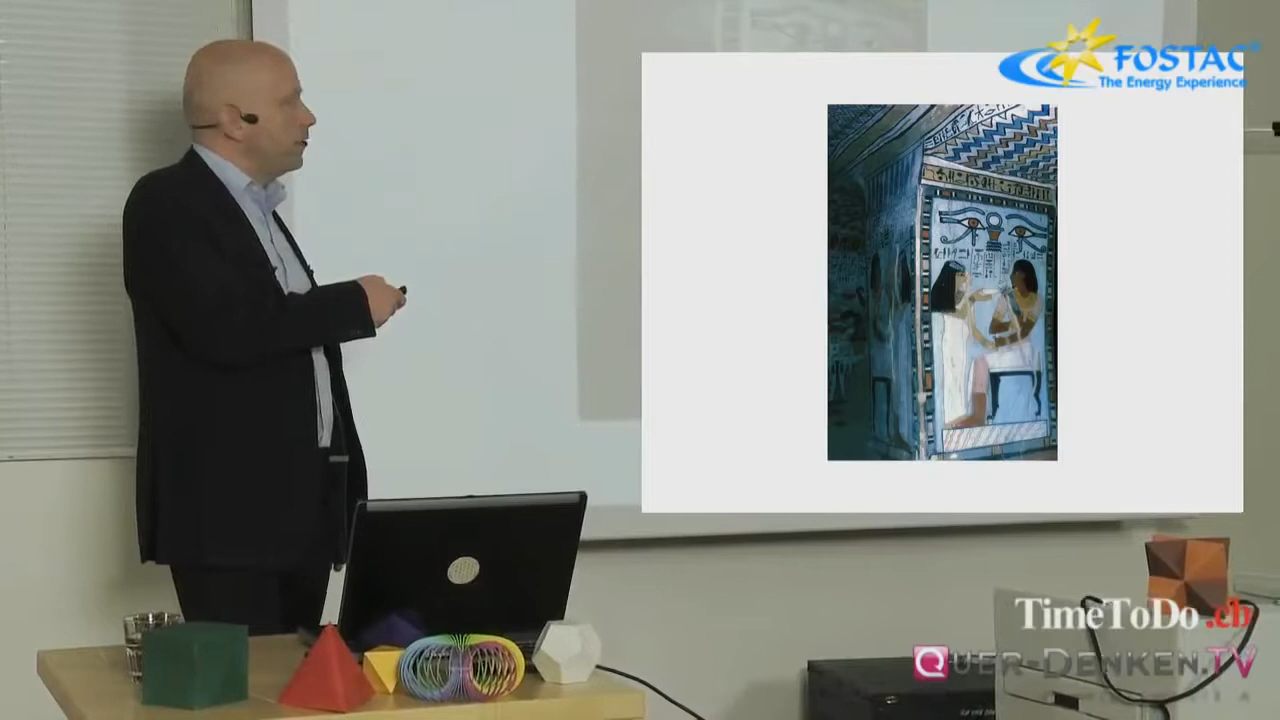 FOSTAC®
The Energy Experience
TimeToDo.ch
QUER-DENKEN.TV